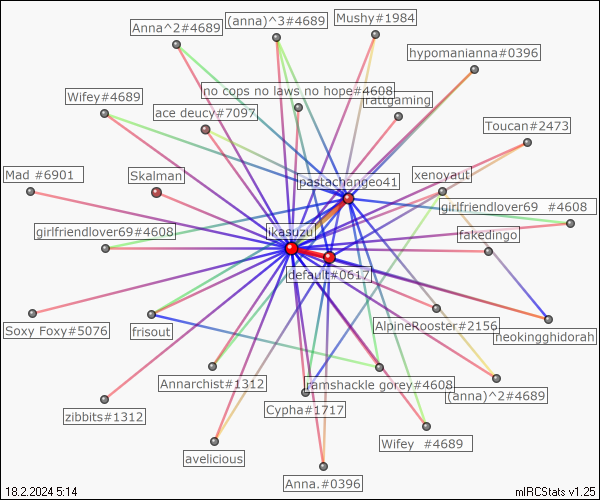 Anna^2#4689
(anna)^3#4689
Mushy#1984
hypomanianna#0396
no cops no laws no hope#4608
Wifey#4689
rattgaming
ace deucy#7097
Toucan#2473
Mad #6901
Skalman
pastachangeo41
xenoyaut
girlfriendlover69 #4608
girlfriendlover69#4608
ikasuzu
fakedingo
default#0617
Soxy Foxy#5076
frisout
AlpineRooster#2156
neokingghidorah
Annarchist#1312
ramshackle gorey#4608
(anna)^2#4689
zibbits#1312
Cypha#1717
avelicious
Wifey #4689
Anna.#0396
18.2.2024 5:14
mIRCStats v1.25